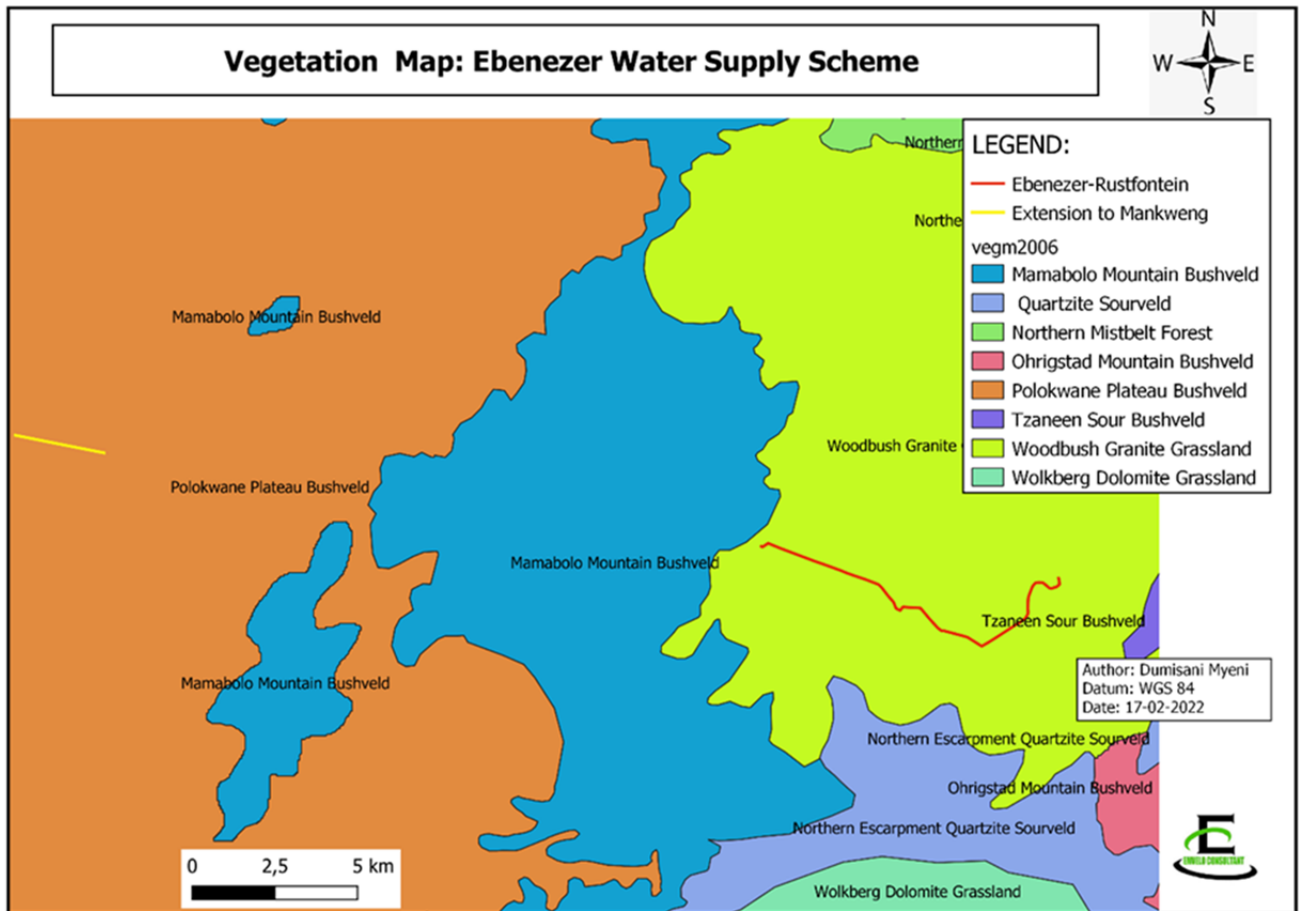 Vegetation Map: Ebenezer Water Supply Scheme
N
W E
S
LEGEND:
Ebenezer-Rustfontein
Extension to Mankweng
vegm2006
Mamabolo Mountain Bushveld
Quartzite Sourveld
Northern Mistbelt Forest
Ohrigstad Mountain Bushveld
Polokwane Plateau Bushveld
Tzaneen Sour Bushveld
Woodbush Granite Grassland
Wolkberg Dolomite Grassland
Northern
Northe
Mamabolo Mountain Bushveld
Woodbush Granite
Polokwane Plateau Bushveld
Mamabolo Mountain Bushveld
Tzaneen Sour Bushveld
Mamabolo Mountain Bushveld
Author: Dumisani Myeni
Datum: WGS 84
Date: 17-02-2022
Northern Escarpment Quartzite Sourveld
Ohrigstad Mountain Bushveld
Northern Escarpment Quartzite Sourveld
Wolkberg Dolomite Grassland
0 2,5 5 km
E
ENVELO CONSULTANT